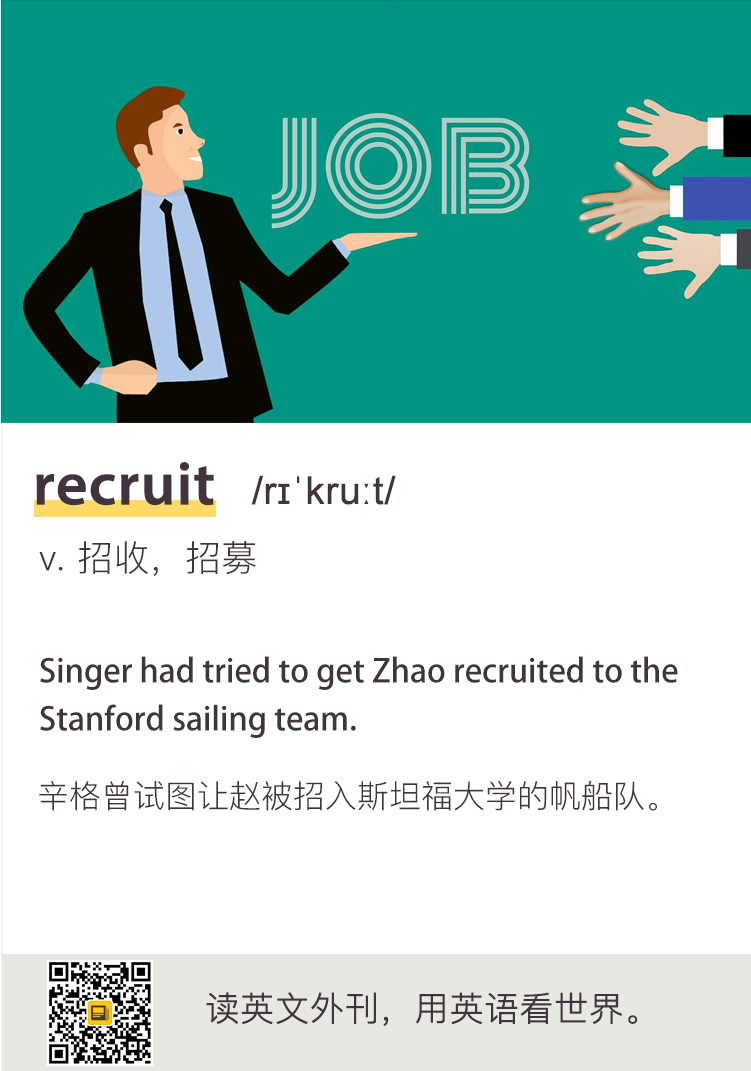 JOB
recruit /rɪˈkruːt/
v. 招收，招募
Singer had tried to get Zhao recruited to the
Stanford sailing team.
辛格曾试图让赵被招入斯坦福大学的帆船队。
读英文外刊，用英语看世界。